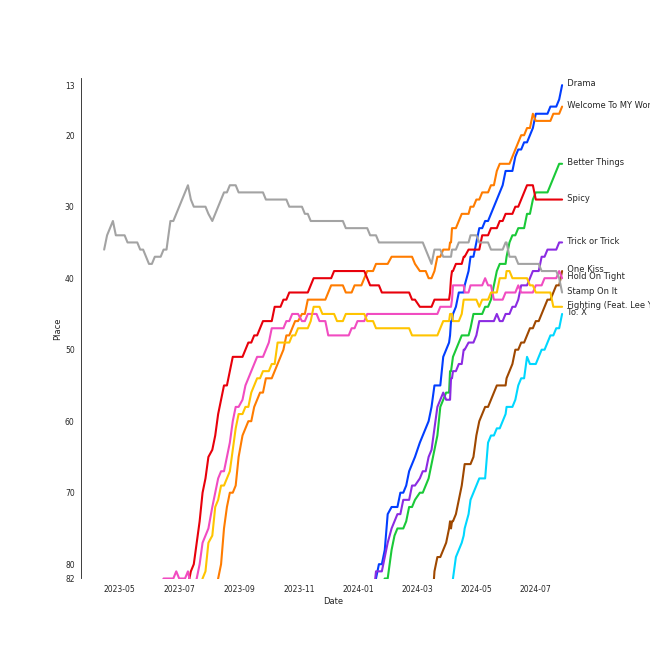 13
20
30
40
50
60
70
80
82
Place
2023-05
2023-07
2023-09
2023-11
2024-01
2024-03
2024-05
2024-07
Date
Drama
Welcome To MY Wor
Better Things
Spicy
Trick or Trick
One Kiss
Hold On Tight
Stamp On It
Fighting (Feat. Lee Y
To. X